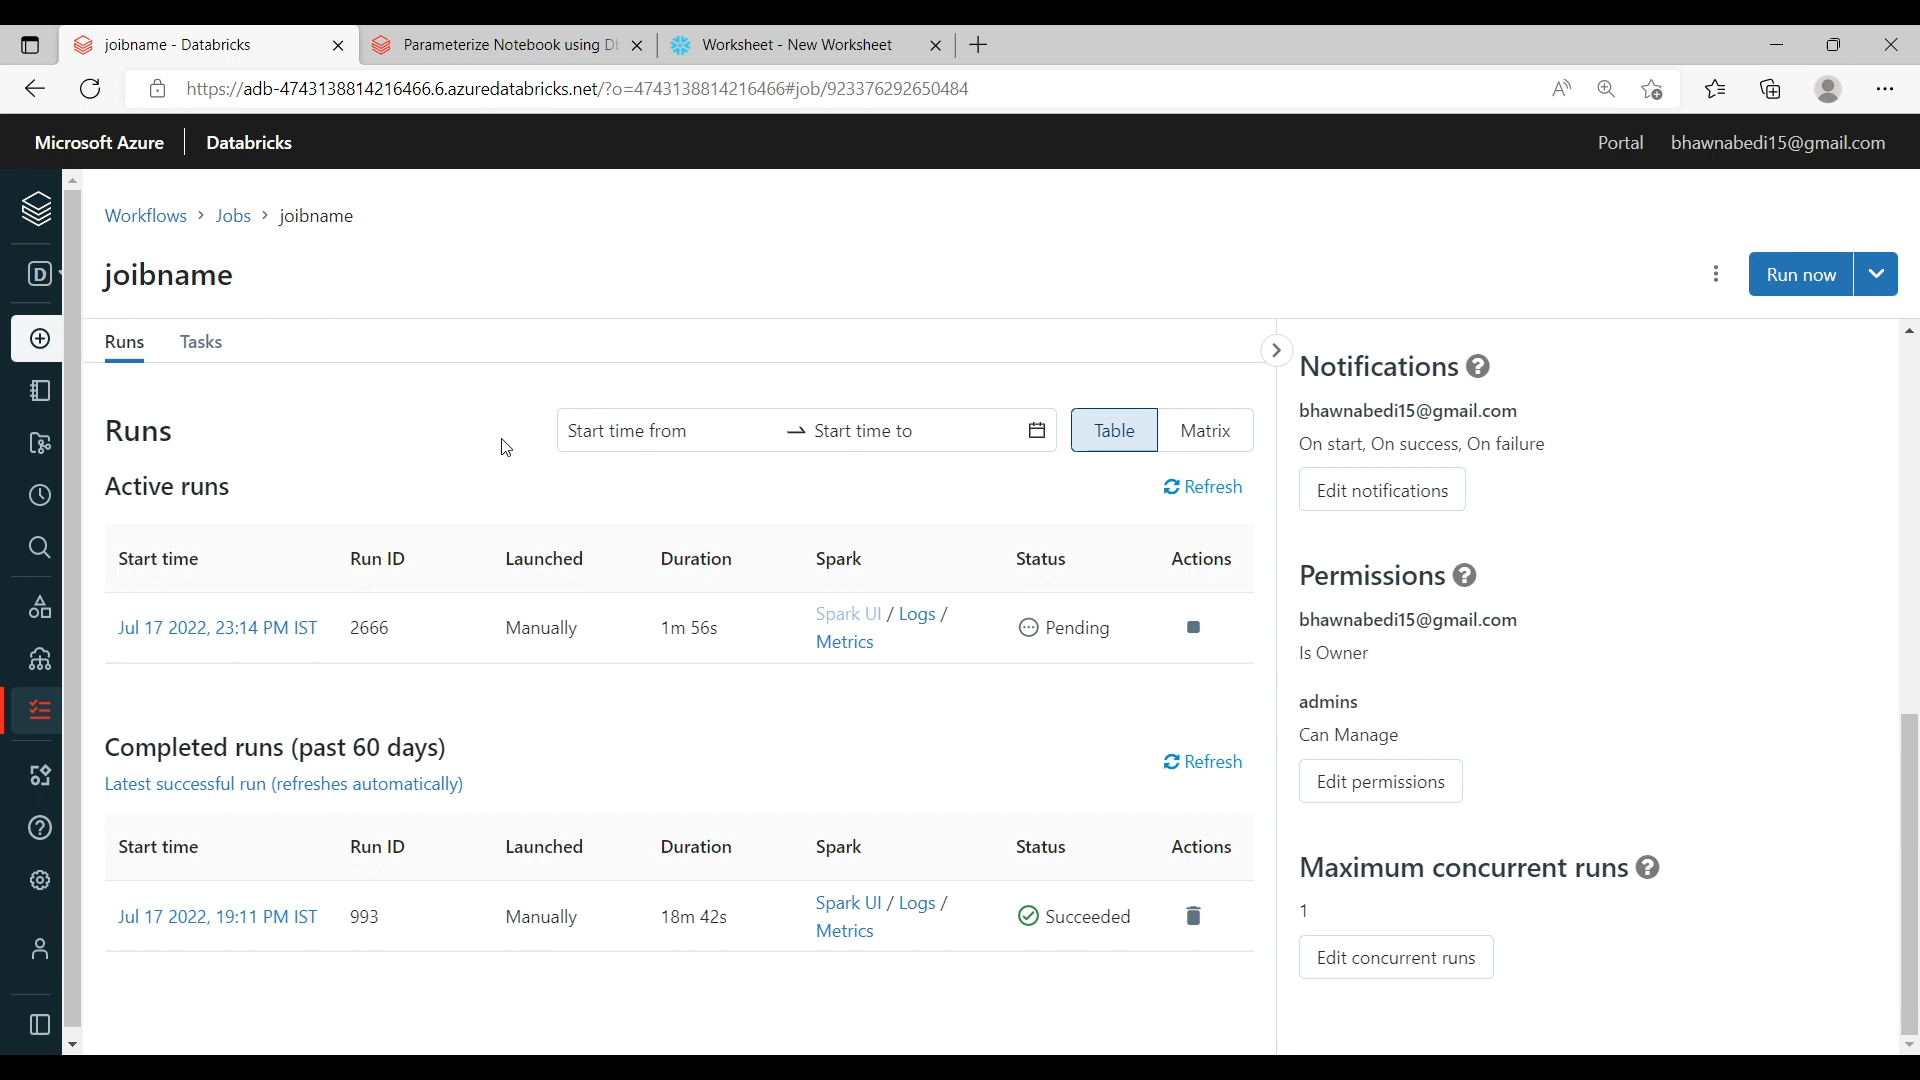 joibname - Databricks
Parameterize Notebook using D
Worksheet - New Worksheet
https://adb-4743138814216466.6.azuredatabricks.net/?o=4743138814216466#job/923376292650484
Microsoft Azure | Databricks
Portal bhawnabedi15@gmail.com
D
Workflows > Jobs > joibname
joibname
Run now
Runs Tasks
Runs
Start time from → Start time to
Table Matrix
Active runs
Refresh
Start time Run ID Launched Duration Spark Status Actions
Jul 17 2022, 23:14 PM IST 2666 Manually 1m 56s Spark UI / Logs / Metrics Pending
Completed runs (past 60 days)
Refresh
Latest successful run (refreshes automatically)
Start time Run ID Launched Duration Spark Status Actions
Jul 17 2022, 19:11 PM IST 993 Manually 18m 42s Spark UI / Logs / Metrics Succeeded
Notifications ?
bhawnabedi15@gmail.com
On start, On success, On failure
Edit notifications
Permissions ?
bhawnabedi15@gmail.com
Is Owner
admins
Can Manage
Edit permissions
Maximum concurrent runs ?
1
Edit concurrent runs